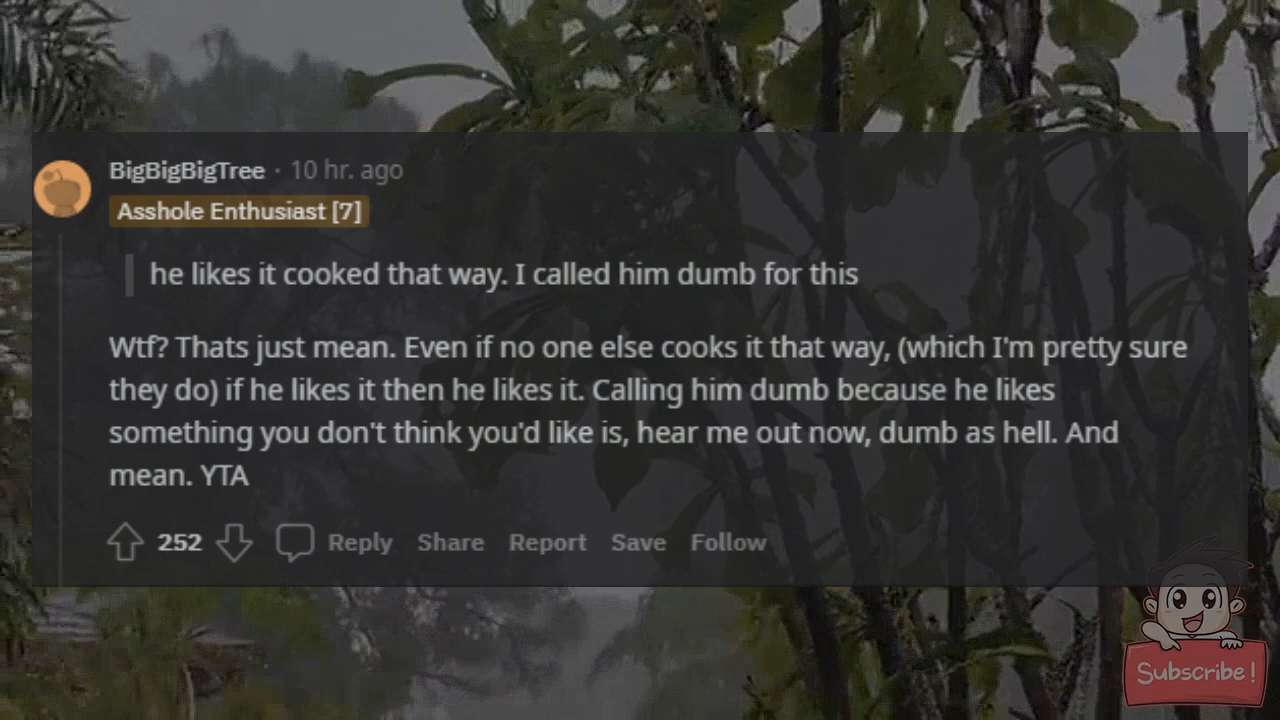 BigBigBigTree · 10 hr. ago
Asshole Enthusiast [7]
he likes it cooked that way. I called him dumb for this
Wtf? Thats just mean. Even if no one else cooks it that way, (which I'm pretty sure
they do) if he likes it then he likes it. Calling him dumb because he likes
something you don't think you'd like is, hear me out now, dumb as hell. And
mean. YTA
252 Reply Share Report Save Follow
Subscribe!